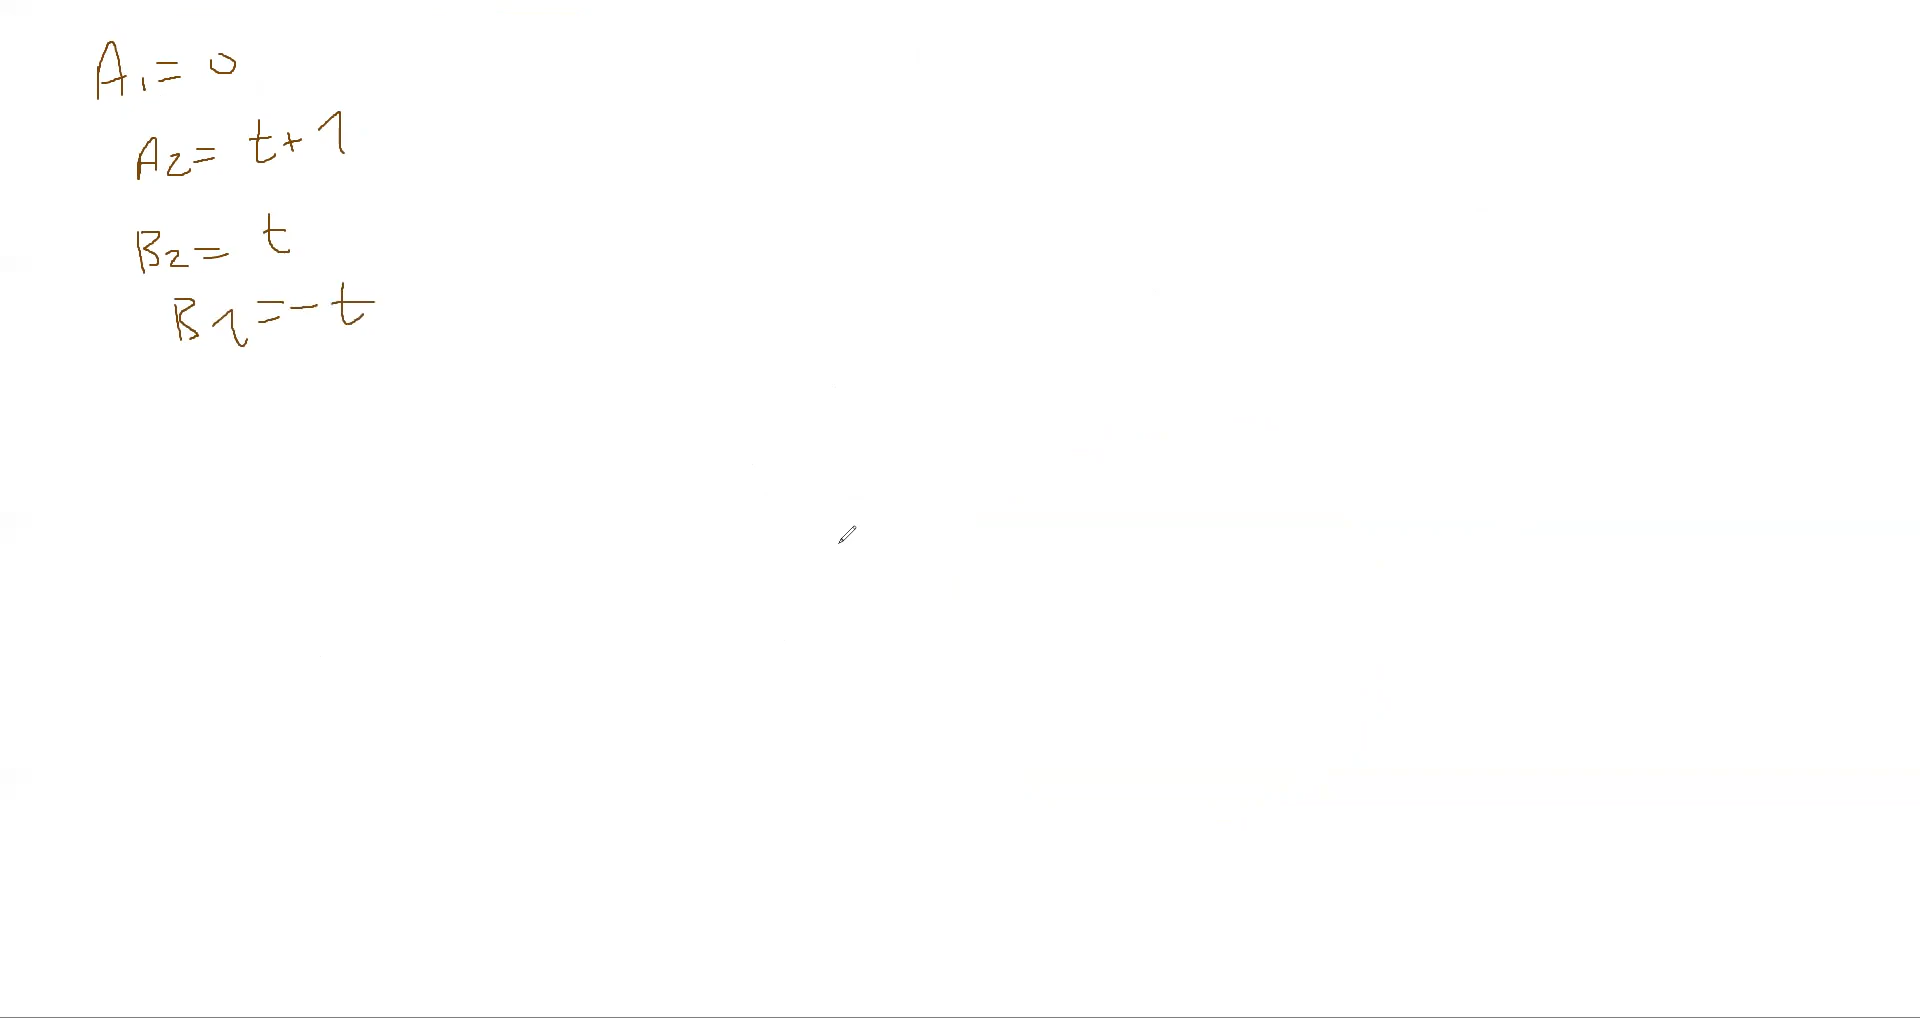 A₁ = 0
A₂ = t + 1
B₂ = t
B₁ = - t